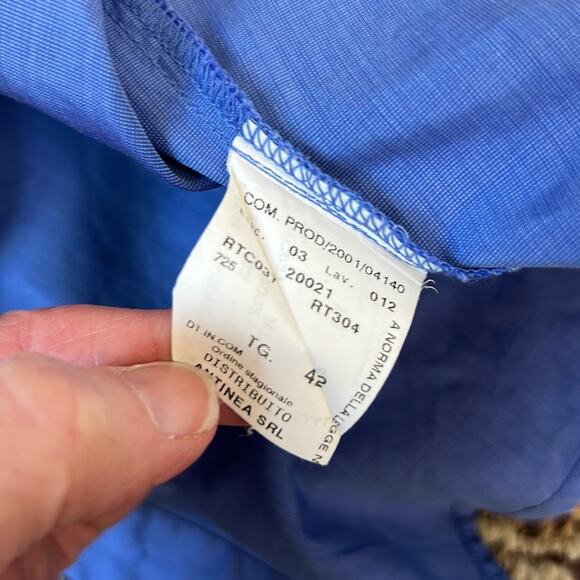 COM. PROD/2001/04140
03 Lav. 012
RTC031 20021 RT304
725
TG. 42
DT.IN.COM
Ordine stagionale
DISTRIBUITO
ANTINEA SRL
A NORMA DELLA LEGGE N